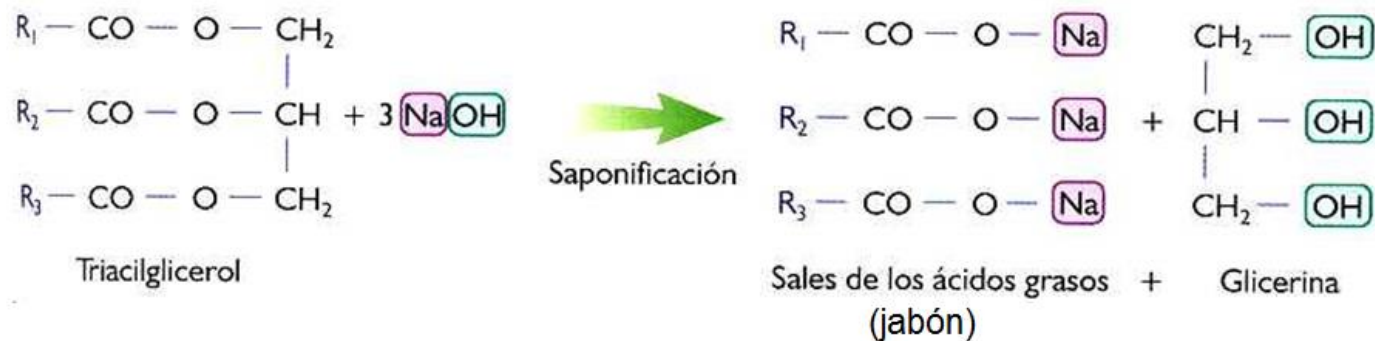 R₁ — CO — O — CH₂
R₂ — CO — O — CH + 3 NaOH
R₃ — CO — O — CH₂
Triacilglicerol
Saponificación
R₁ — CO — O — Na
R₂ — CO — O — Na
R₃ — CO — O — Na
+
CH₂ — OH
CH — OH
CH₂ — OH
Sales de los ácidos grasos + Glicerina
(jabón)